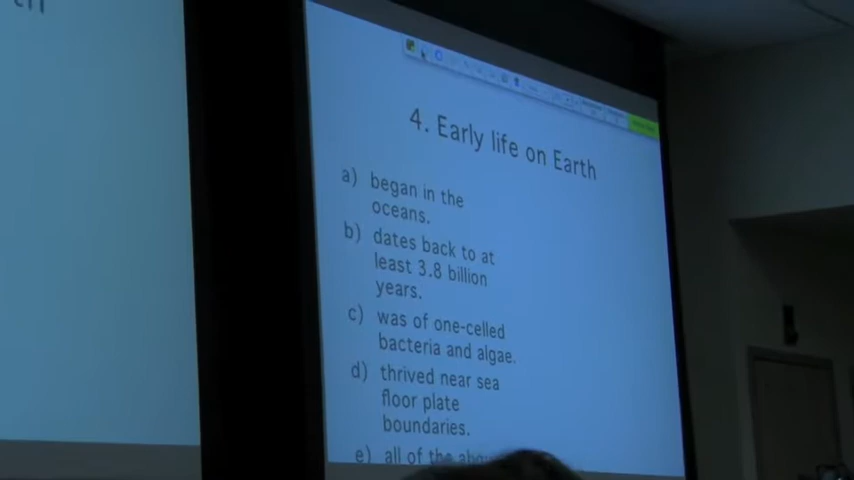 4. Early life on Earth
a) began in the
oceans.
b) dates back to at
least 3.8 billion
years.
c) was of one-celled
bacteria and algae.
d) thrived near sea
floor plate
boundaries.
e) all of the